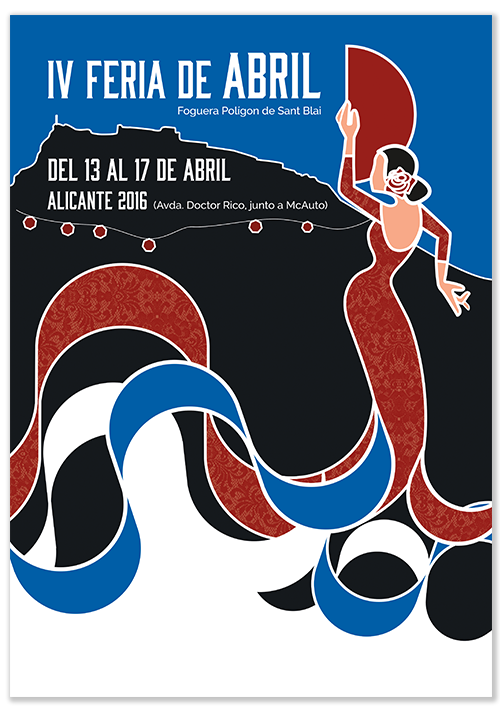 IV FERIA DE ABRIL
Foguera Polígon de Sant Blai
DEL 13 AL 17 DE ABRIL
ALICANTE 2016 (Avda. Doctor Rico, junto a McAuto)